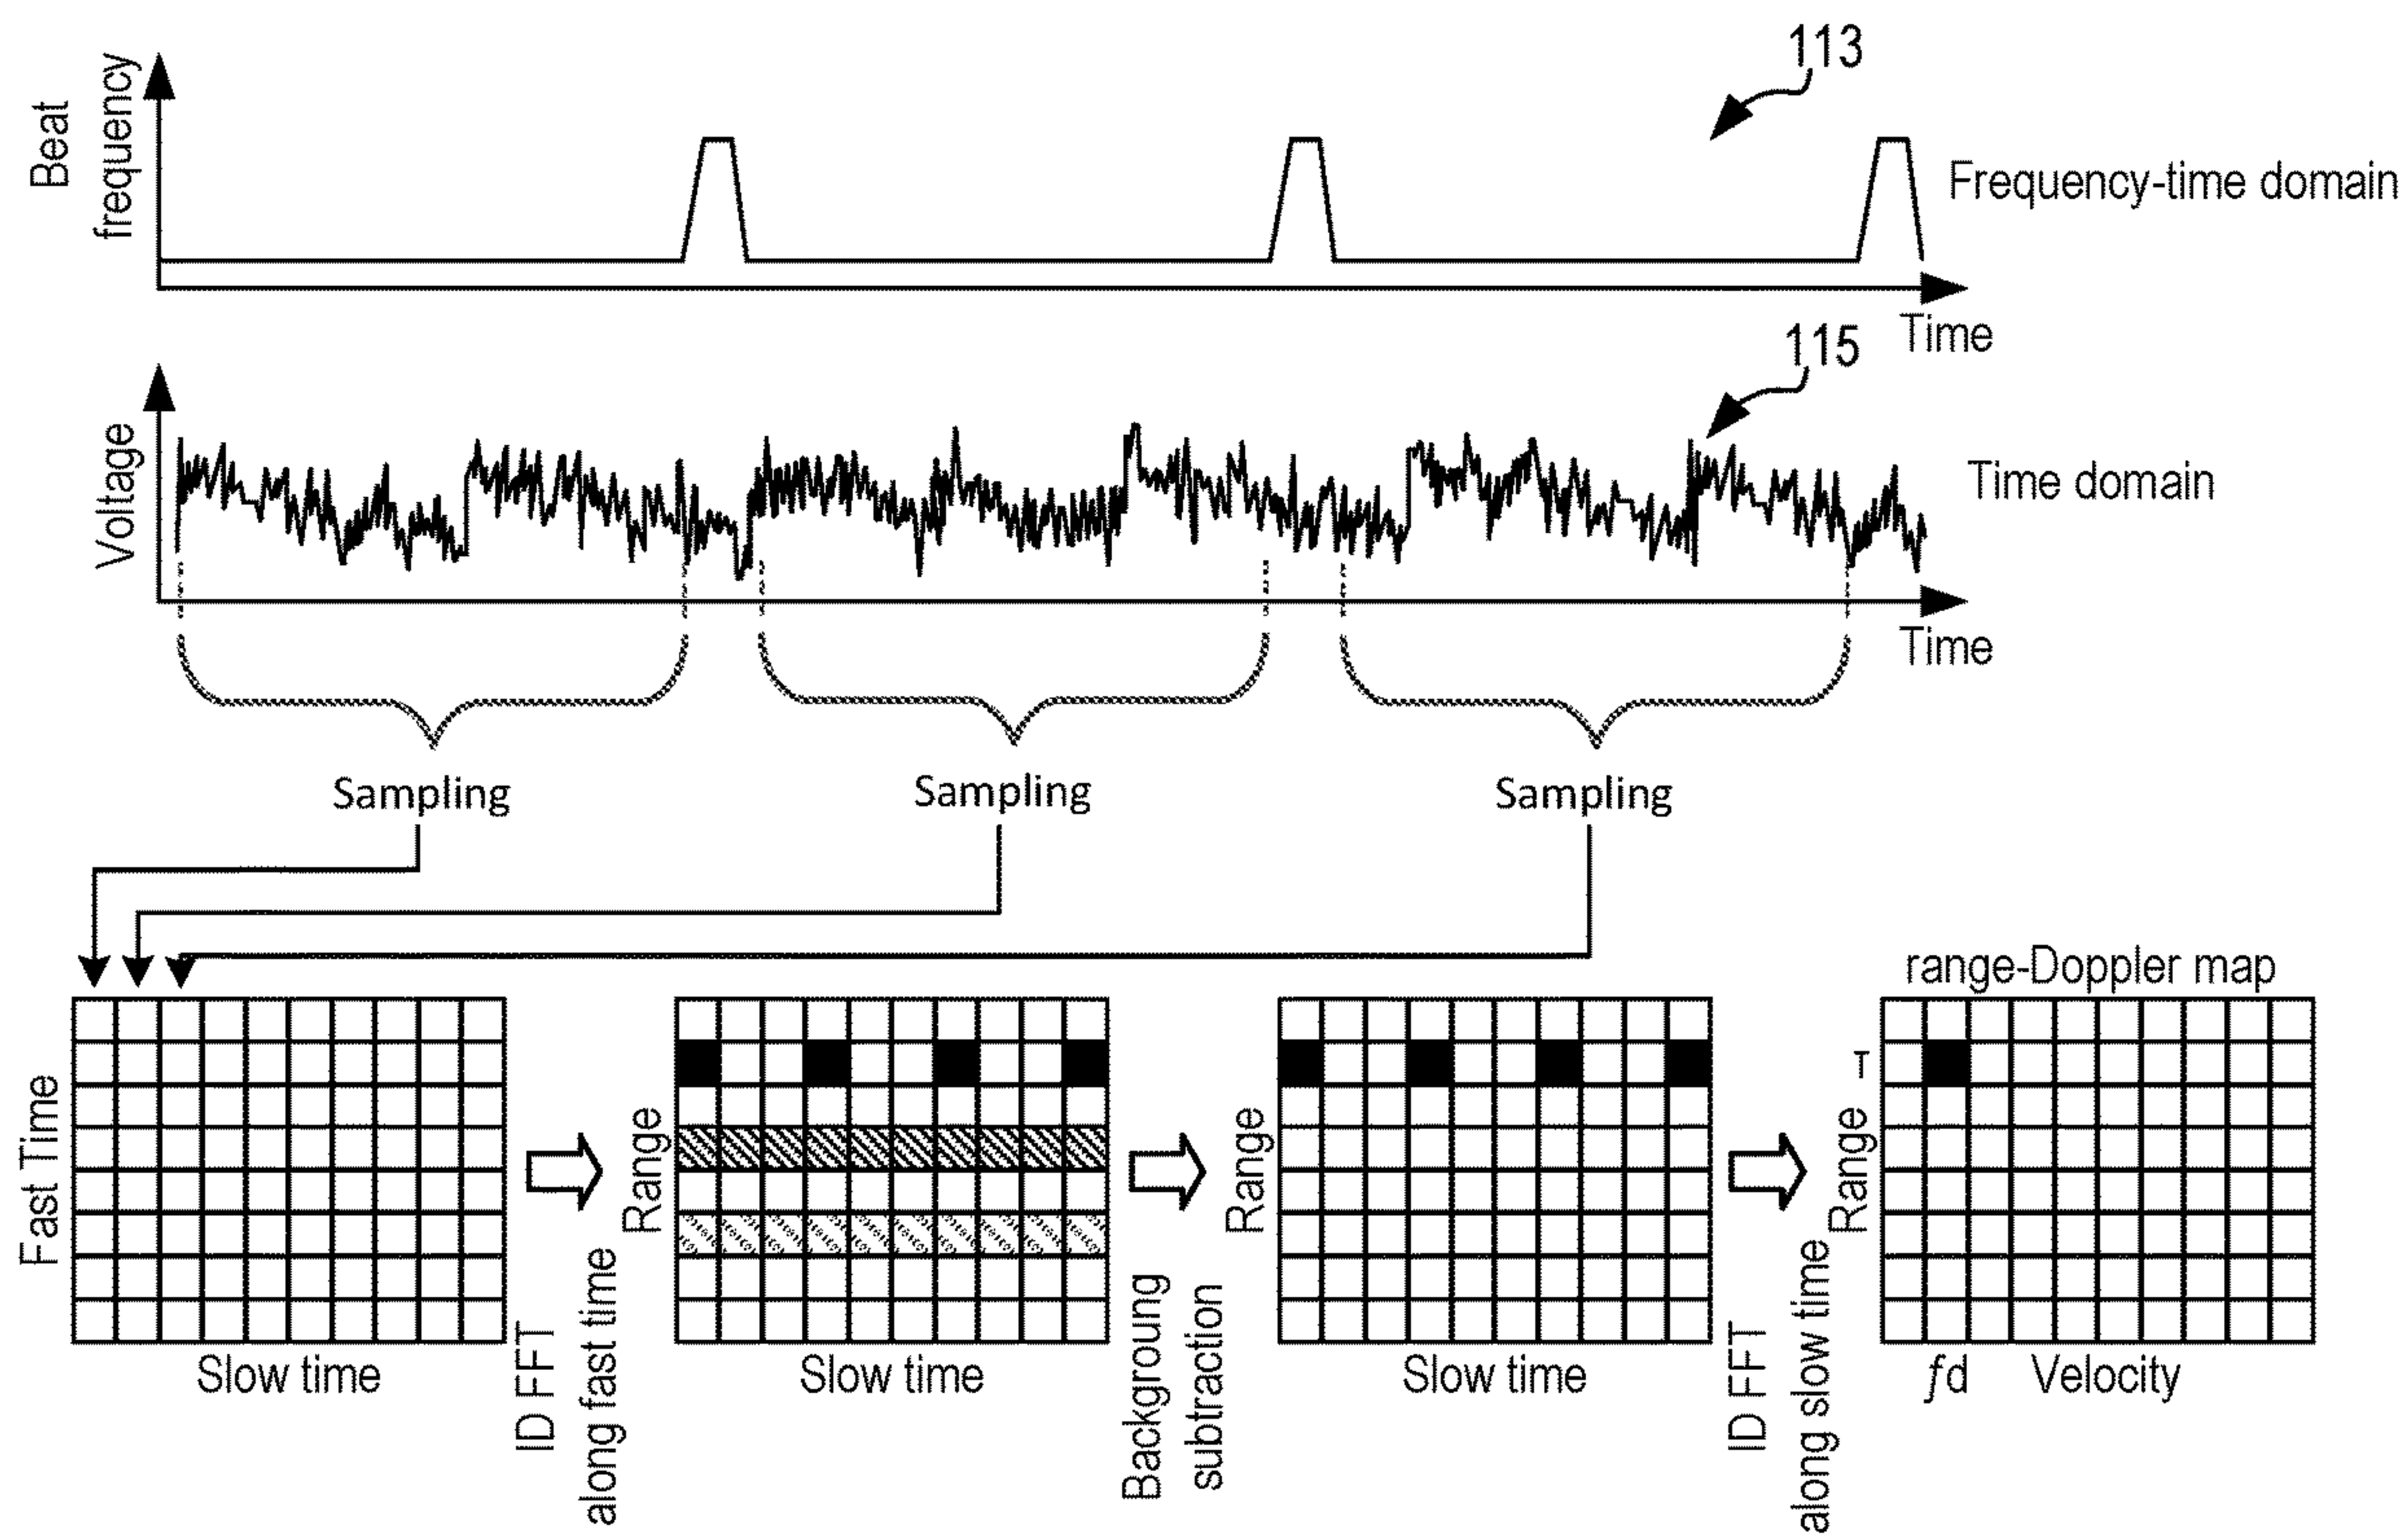 113
Beat
frequency
Frequency-time domain
Time
115
Voltage
Time domain
Time
Sampling
Sampling
Sampling
range-Doppler map
Fast Time
Range
Range
T
Range
Slow time
ID FFT
along fast time
Slow time
Backgroung
subtraction
Slow time
ID FFT
along slow time
ƒd
Velocity